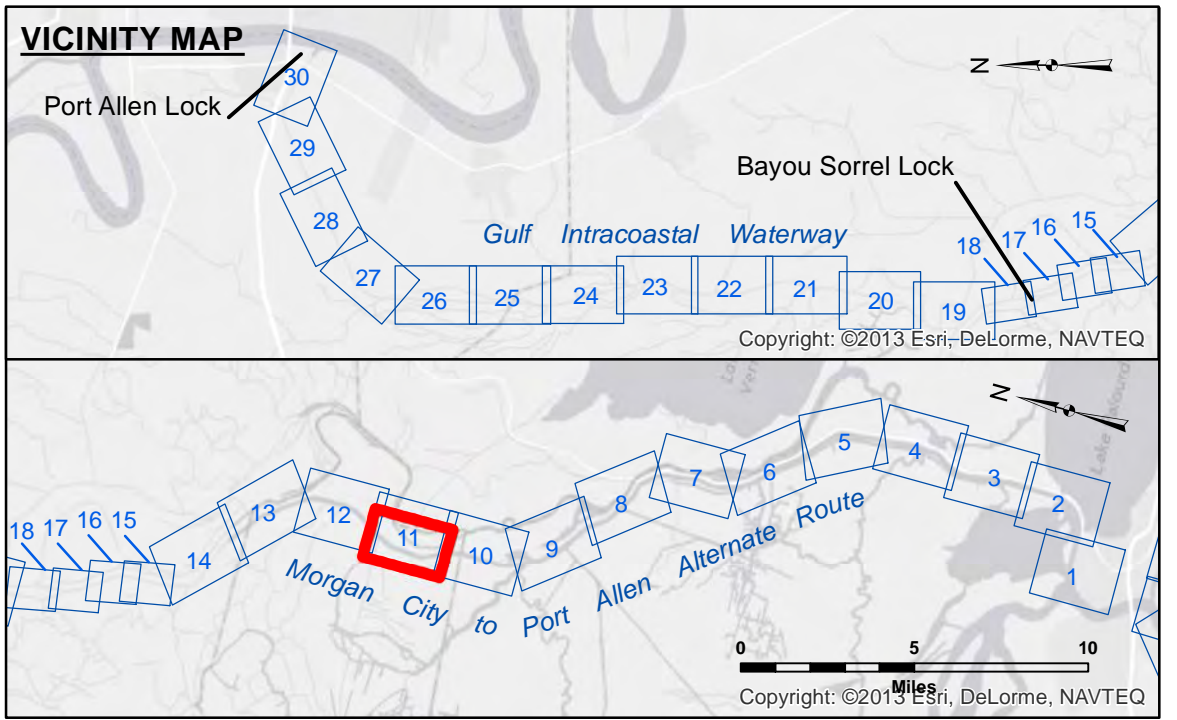 VICINITY MAP
N
30
Port Allen Lock
29
Bayou Sorrel Lock
28
Gulf Intracoastal Waterway
18 17 16 15
27
26 25 24 23 22 21 20 19
Copyright: ©2013 Esri, DeLorme, NAVTEQ
N
5
4
3
7
6
2
8
13
12
11
10
9
18 17 16 15
14
1
Morgan City to Port Allen Alternate Route
0 5 10
Miles
Copyright: ©2013 Esri, DeLorme, NAVTEQ